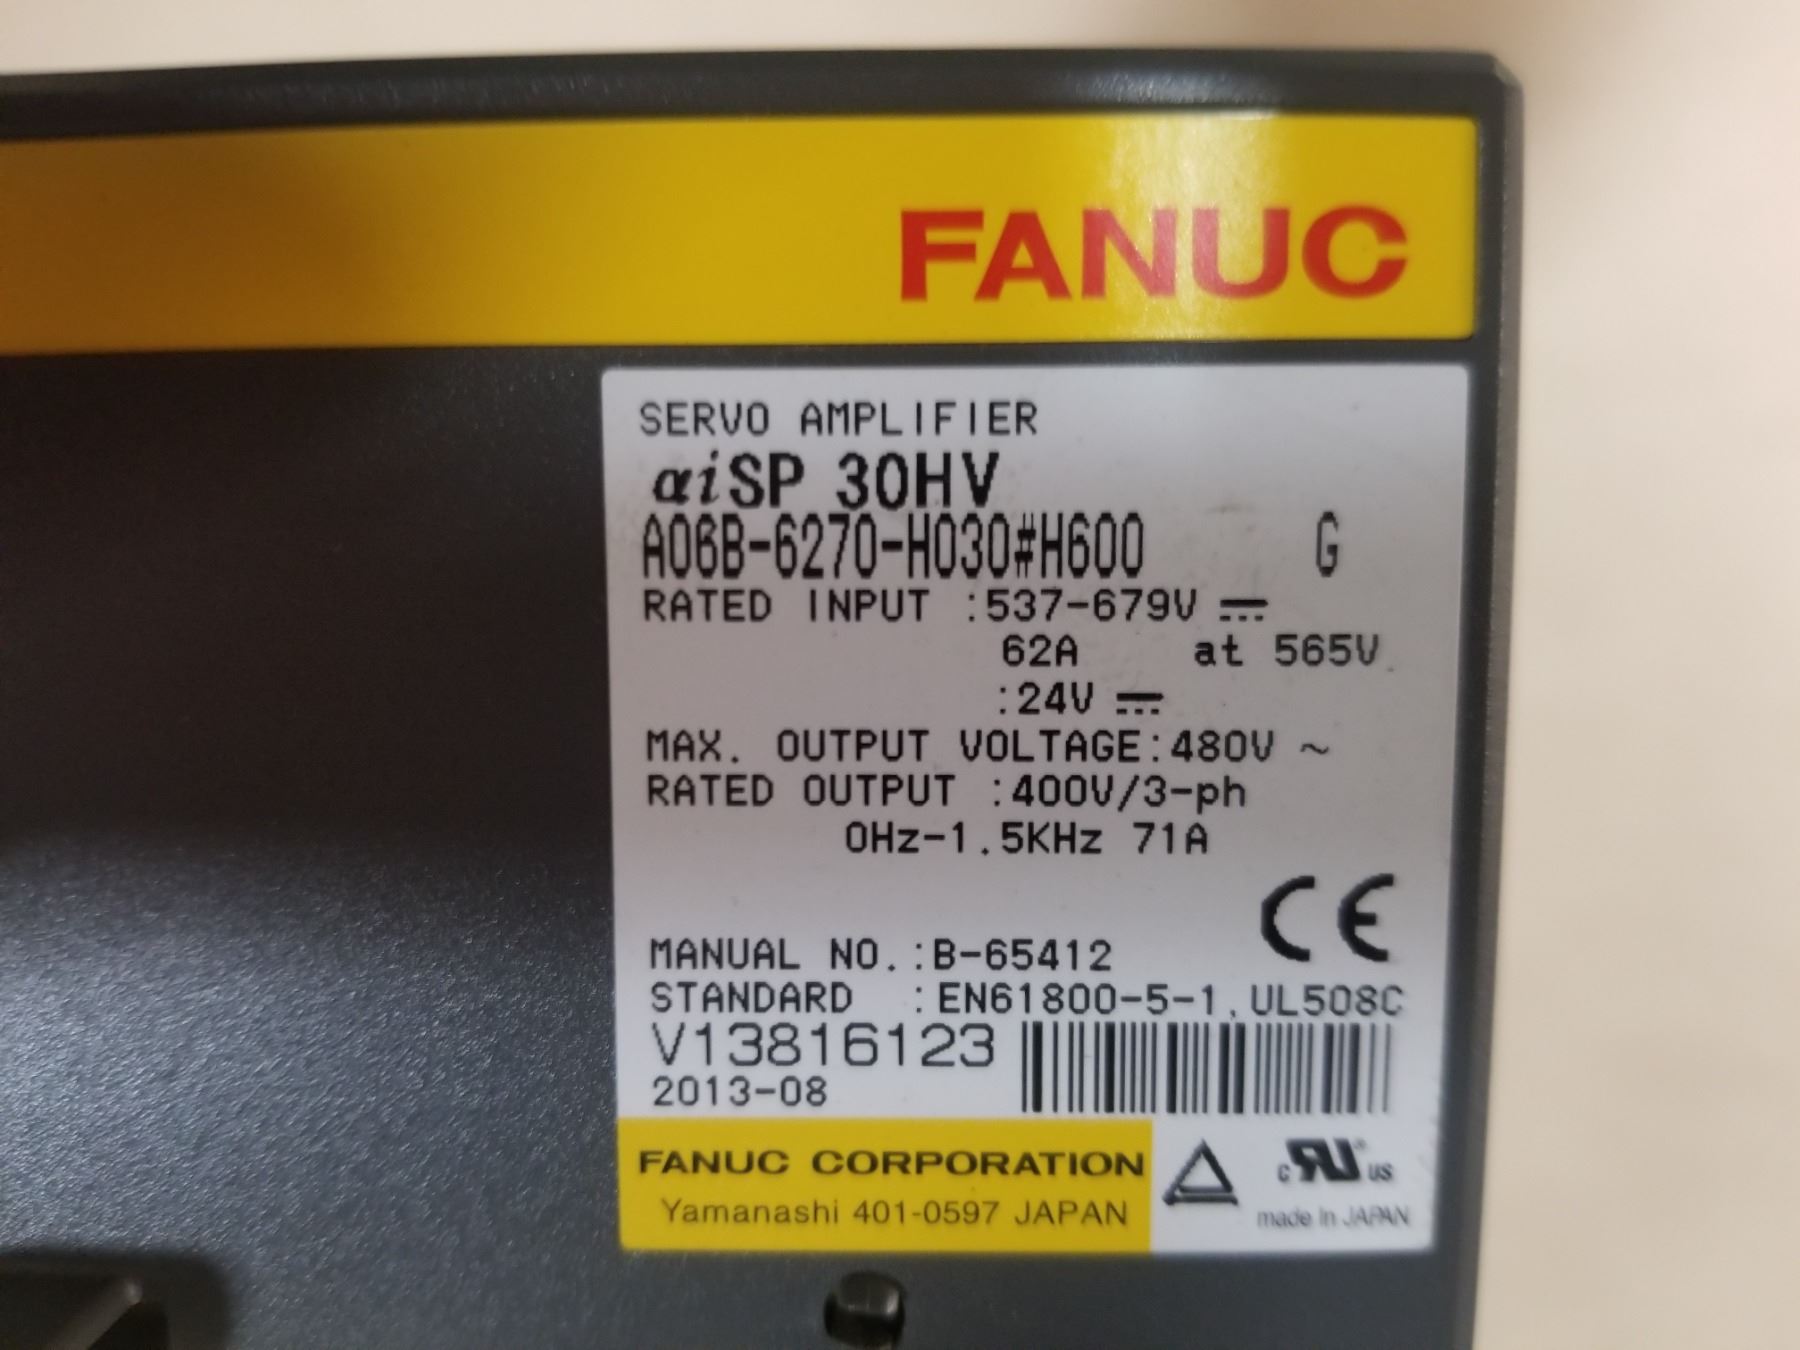 FANUC
SERVO AMPLIFIER
αiSP 30HV
A06B-6270-H030#H600 G
RATED INPUT :537-679V ⎓
62A at 565V
:24V ⎓
MAX. OUTPUT VOLTAGE:480V ~
RATED OUTPUT :400V/3-ph
0Hz-1.5KHz 71A
CE
MANUAL NO.:B-65412
STANDARD :EN61800-5-1,UL508C
V13816123
2013-08
FANUC CORPORATION
Yamanashi 401-0597 JAPAN
c RU us
made in JAPAN